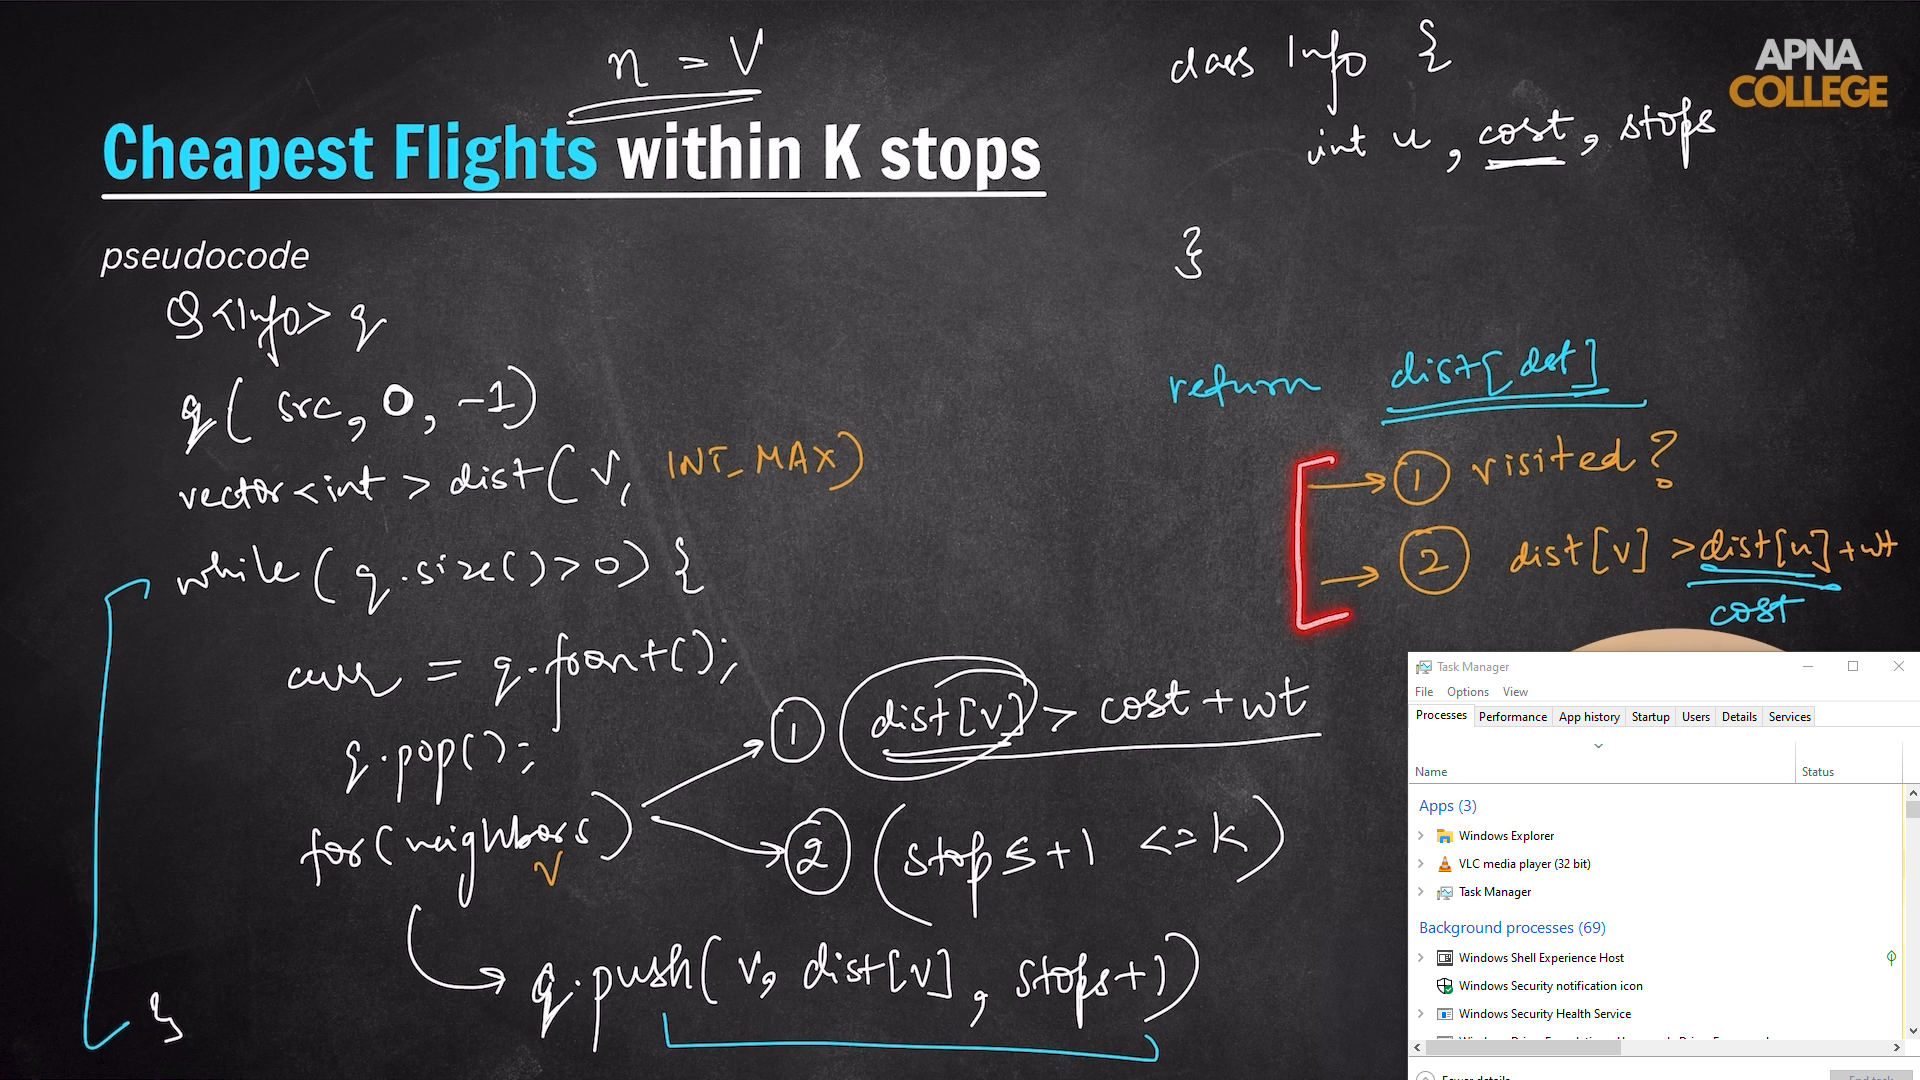 n = V
class Info {
APNA
COLLEGE
int u, cost, stops
Cheapest Flights within K stops
}
pseudocode
Q<Info> q
q( src, 0, -1)
return dist[dst]
vector<int> dist( V, INT_MAX)
1 visited?
2 dist[v] > dist[u] + wt
cost
while( q.size() > 0) {
curr = q.front();
q.pop();
1 dist[v] > cost + wt
for(neighbors)
v
2 (stops+1 <= k)
q.push( v, dist[v], stops+1)
}
Task Manager
File Options View
Processes Performance App history Startup Users Details Services
Name Status
Apps (3)
Windows Explorer
VLC media player (32 bit)
Task Manager
Background processes (69)
Windows Shell Experience Host
Windows Security notification icon
Windows Security Health Service
Fewer details End task